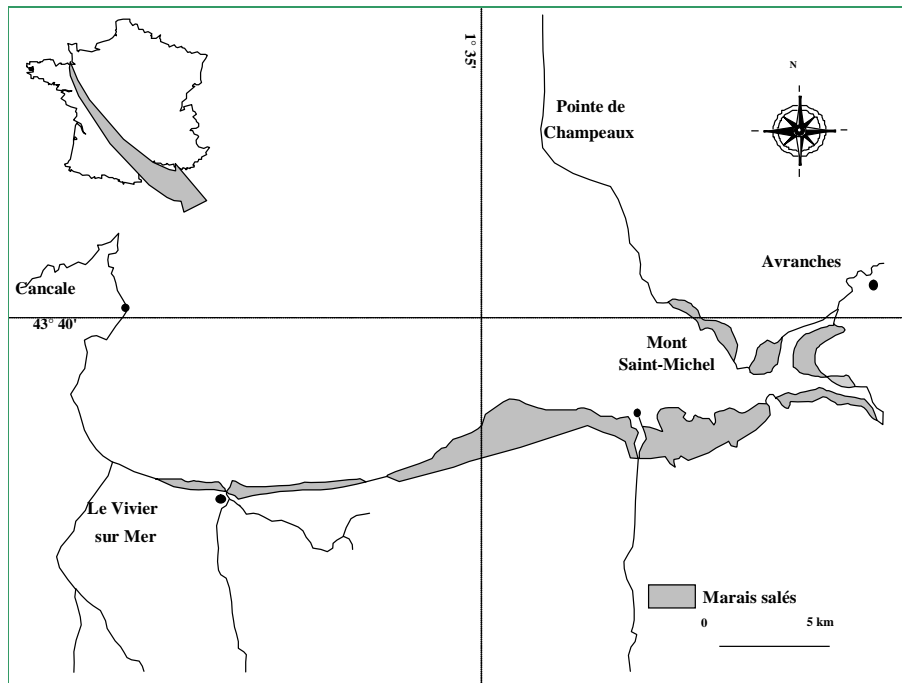 1° 35'
N
Pointe de
Champeaux
Avranches
Cancale
43° 40'
Mont
Saint-Michel
Le Vivier
sur Mer
Marais salés
0 5 km